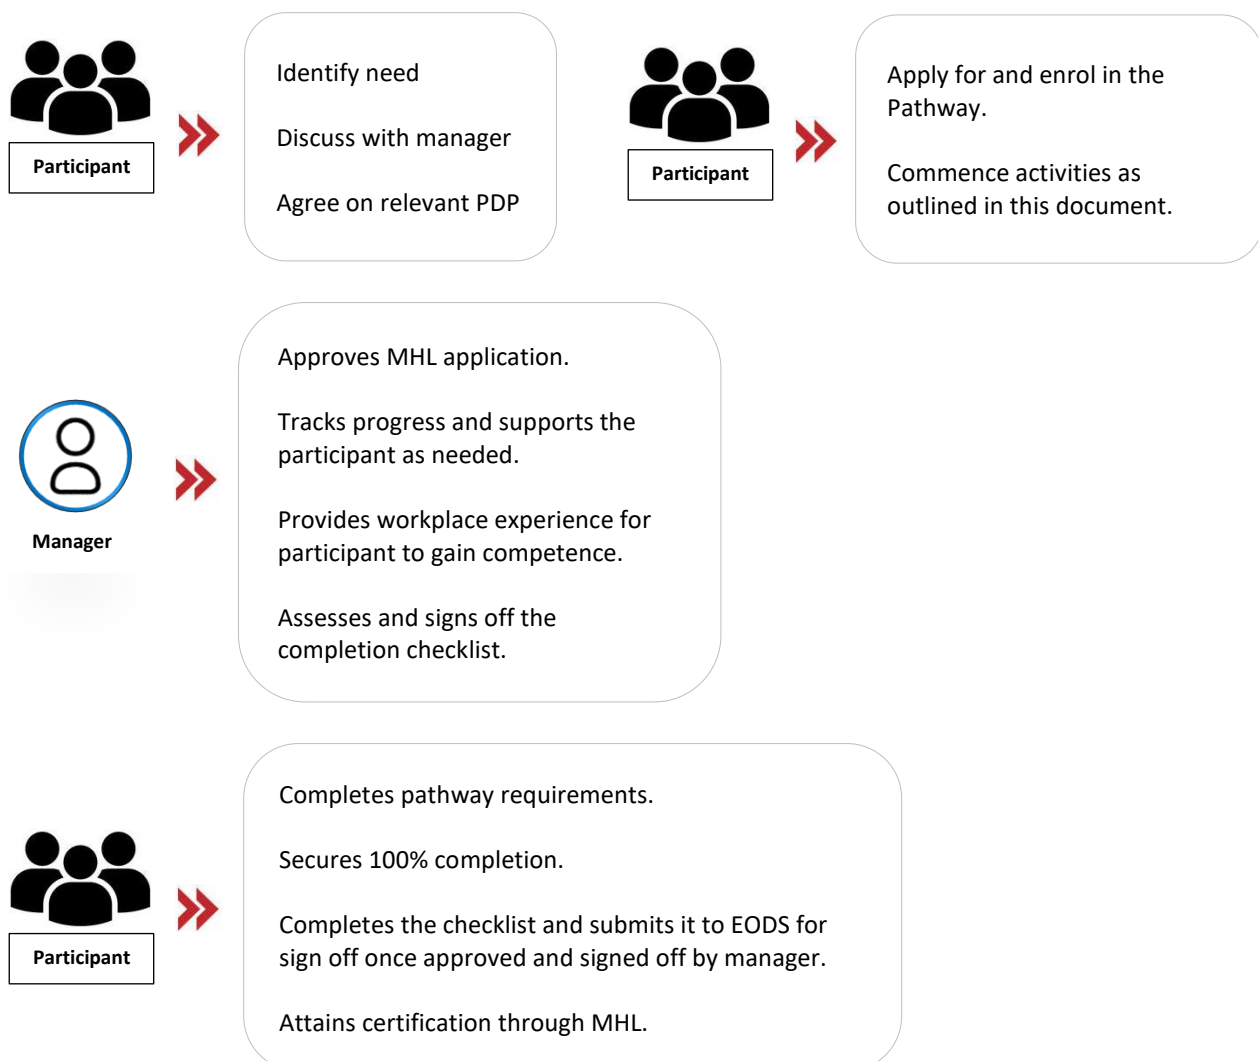 Participant
Identify need
Discuss with manager
Agree on relevant PDP
Participant
Apply for and enrol in the
Pathway.
Commence activities as
outlined in this document.
Manager
Approves MHL application.
Tracks progress and supports the
participant as needed.
Provides workplace experience for
participant to gain competence.
Assesses and signs off the
completion checklist.
Participant
Completes pathway requirements.
Secures 100% completion.
Completes the checklist and submits it to EODS for
sign off once approved and signed off by manager.
Attains certification through MHL.